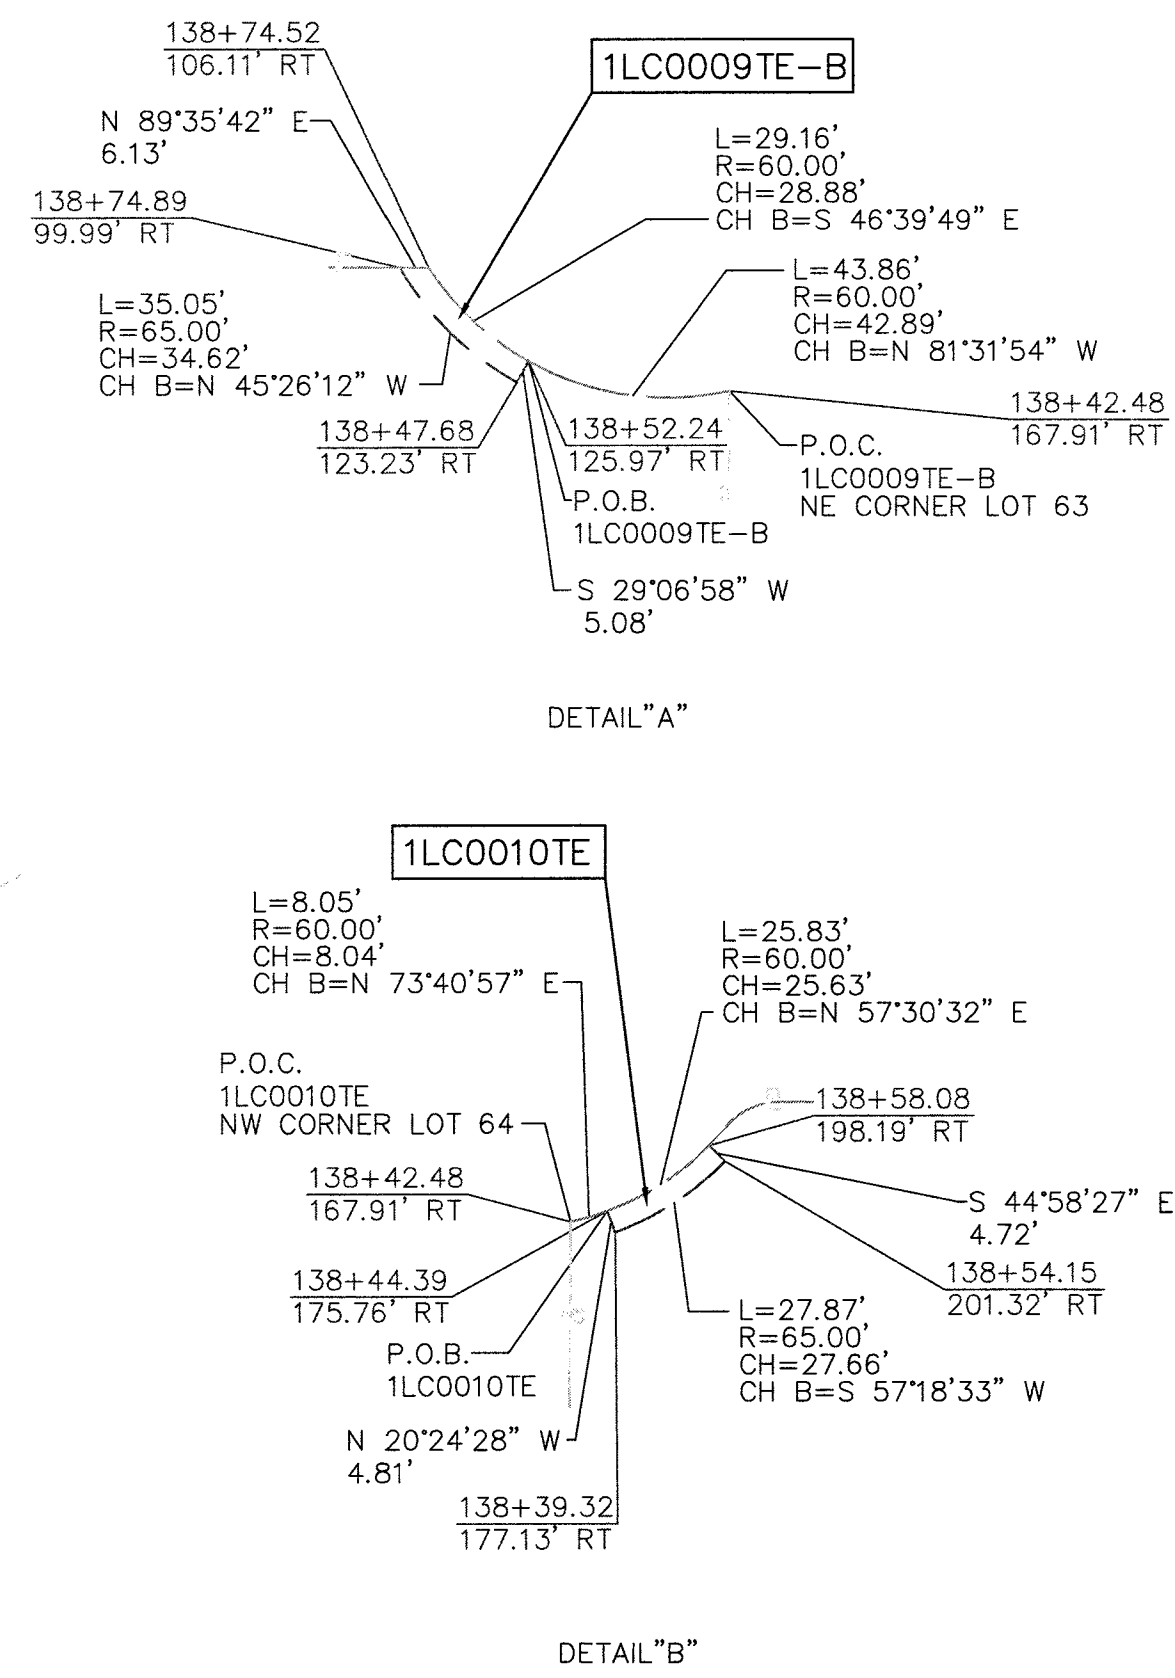 138+74.52
106.11' RT
1LC0009TE-B
N 89°35'42" E
6.13'
L=29.16'
R=60.00'
CH=28.88'
CH B=S 46°39'49" E
138+74.89
99.99' RT
L=43.86'
R=60.00'
CH=42.89'
CH B=N 81°31'54" W
L=35.05'
R=65.00'
CH=34.62'
CH B=N 45°26'12" W
138+42.48
167.91' RT
138+47.68
123.23' RT
138+52.24
125.97' RT
P.O.C.
1LC0009TE-B
NE CORNER LOT 63
P.O.B.
1LC0009TE-B
S 29°06'58" W
5.08'
DETAIL"A"
1LC0010TE
L=8.05'
R=60.00'
CH=8.04'
CH B=N 73°40'57" E
L=25.83'
R=60.00'
CH=25.63'
CH B=N 57°30'32" E
P.O.C.
1LC0010TE
NW CORNER LOT 64
138+58.08
198.19' RT
138+42.48
167.91' RT
S 44°58'27" E
4.72'
138+44.39
175.76' RT
138+54.15
201.32' RT
L=27.87'
R=65.00'
CH=27.66'
CH B=S 57°18'33" W
P.O.B.
1LC0010TE
N 20°24'28" W
4.81'
138+39.32
177.13' RT
DETAIL"B"